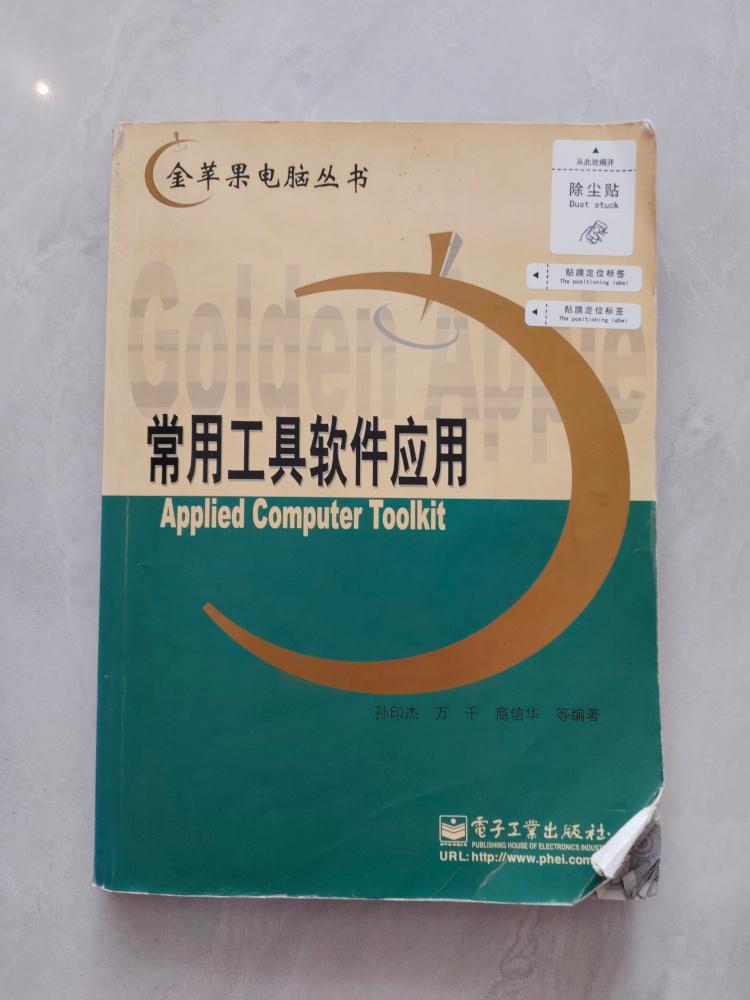 金苹果电脑丛书
从此处揭开
除尘贴
Dust stuck
贴膜定位标签
The positioning label
贴膜定位标签
The positioning label
Golden Apple
常用工具软件应用
Applied Computer Toolkit
孙印杰 万 千 商信华 等编著
電子工業出版社
PUBLISHING HOUSE OF ELECTRONICS INDUST
URL: http://www.phei.com